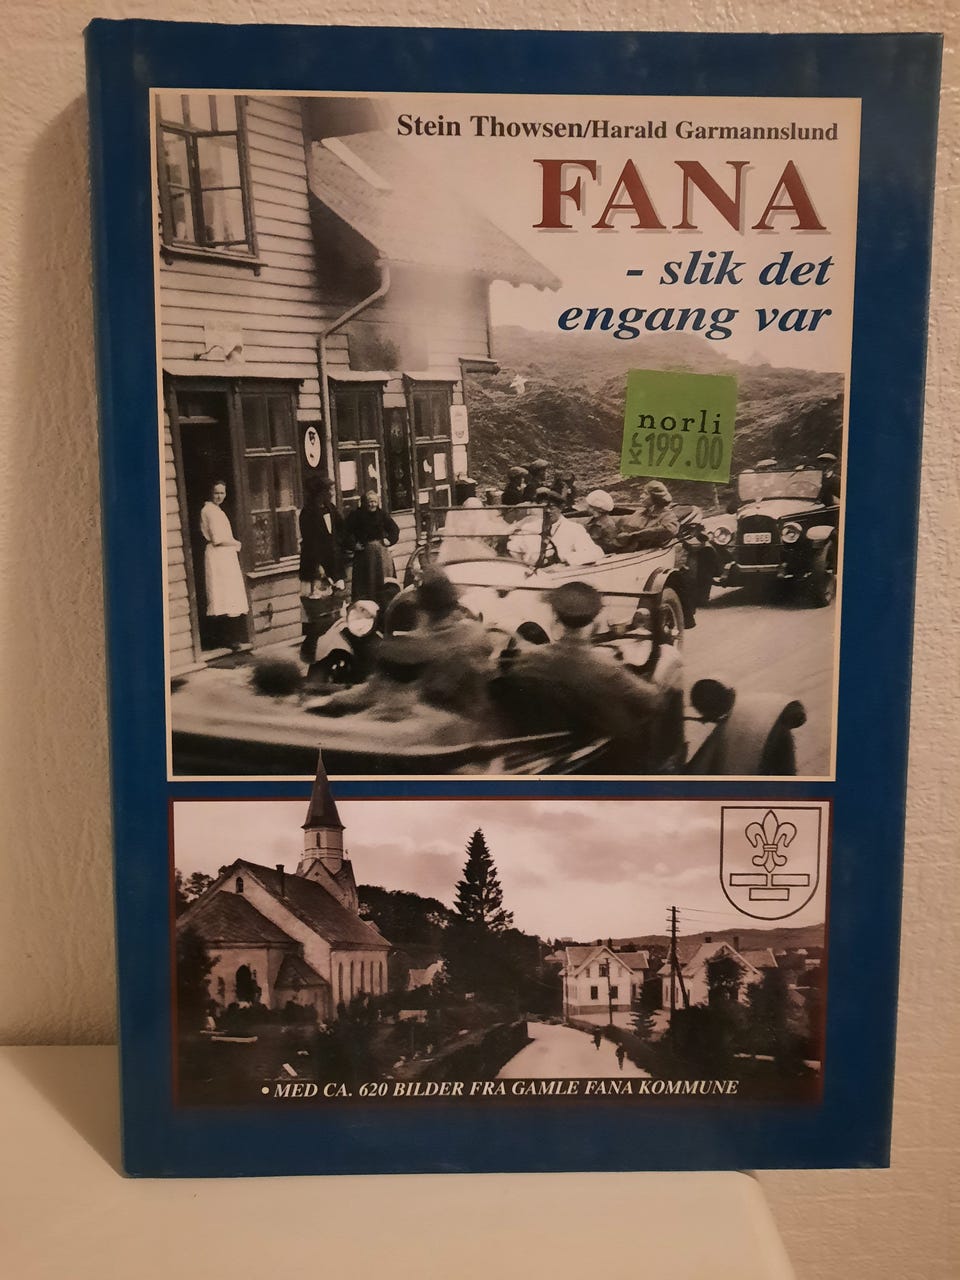 Stein Thowsen/Harald Garmannslund
FANA
- slik det
engang var
norli
KR 199.00
• MED CA. 620 BILDER FRA GAMLE FANA KOMMUNE